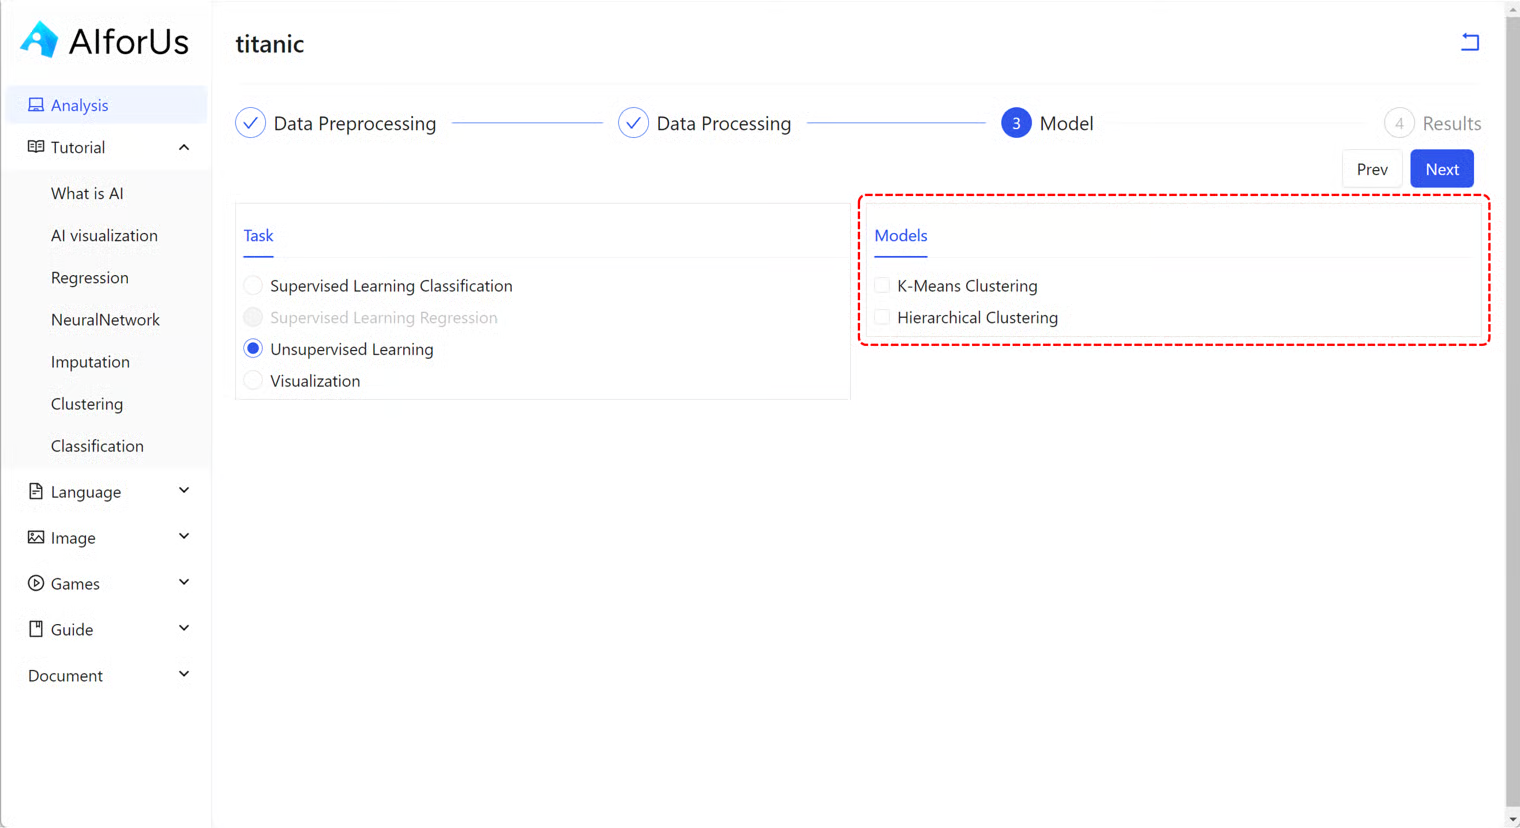 AIforUs
titanic
Analysis
Tutorial
What is AI
AI visualization
Regression
NeuralNetwork
Imputation
Clustering
Classification
Language
Image
Games
Guide
Document
Data Preprocessing
Data Processing
3 Model
4 Results
Prev
Next
Task
Supervised Learning Classification
Supervised Learning Regression
Unsupervised Learning
Visualization
Models
K-Means Clustering
Hierarchical Clustering